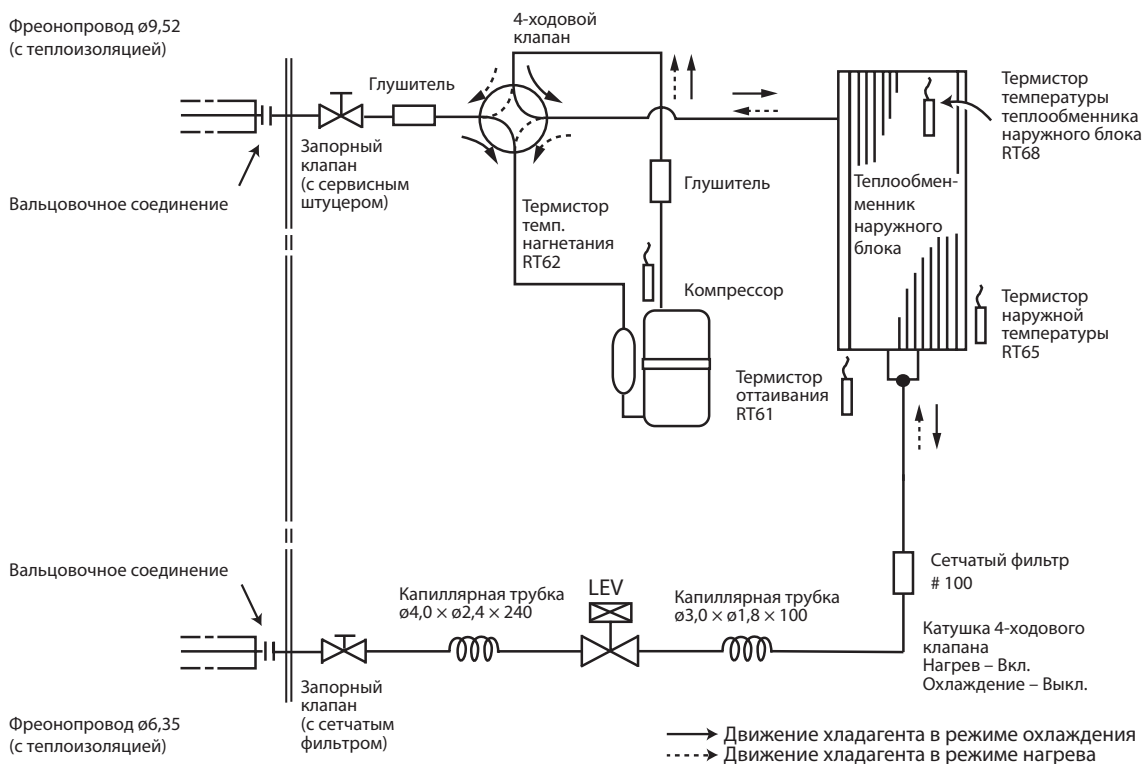 Фреонопровод ø9,52
(с теплоизоляцией)
4-ходовой
клапан
Глушитель
Запорный
клапан
(с сервисным
штуцером)
Вальцовочное соединение
Термистор
темп.
нагнетания
RT62
Глушитель
Компрессор
Теплообмен-
менник
наружного
блока
Термистор
температуры
теплообменника
наружного блока
RT68
Термистор
наружной
температуры
RT65
Термистор
оттаивания
RT61
Вальцовочное соединение
Капиллярная трубка
ø4,0 × ø2,4 × 240
LEV
Капиллярная трубка
ø3,0 × ø1,8 × 100
Сетчатый фильтр
# 100
Катушка 4-ходового
клапана
Нагрев – Вкл.
Охлаждение – Выкл.
Запорный
клапан
(с сетчатым
фильтром)
Фреонопровод ø6,35
(с теплоизоляцией)
Движение хладагента в режиме охлаждения
Движение хладагента в режиме нагрева